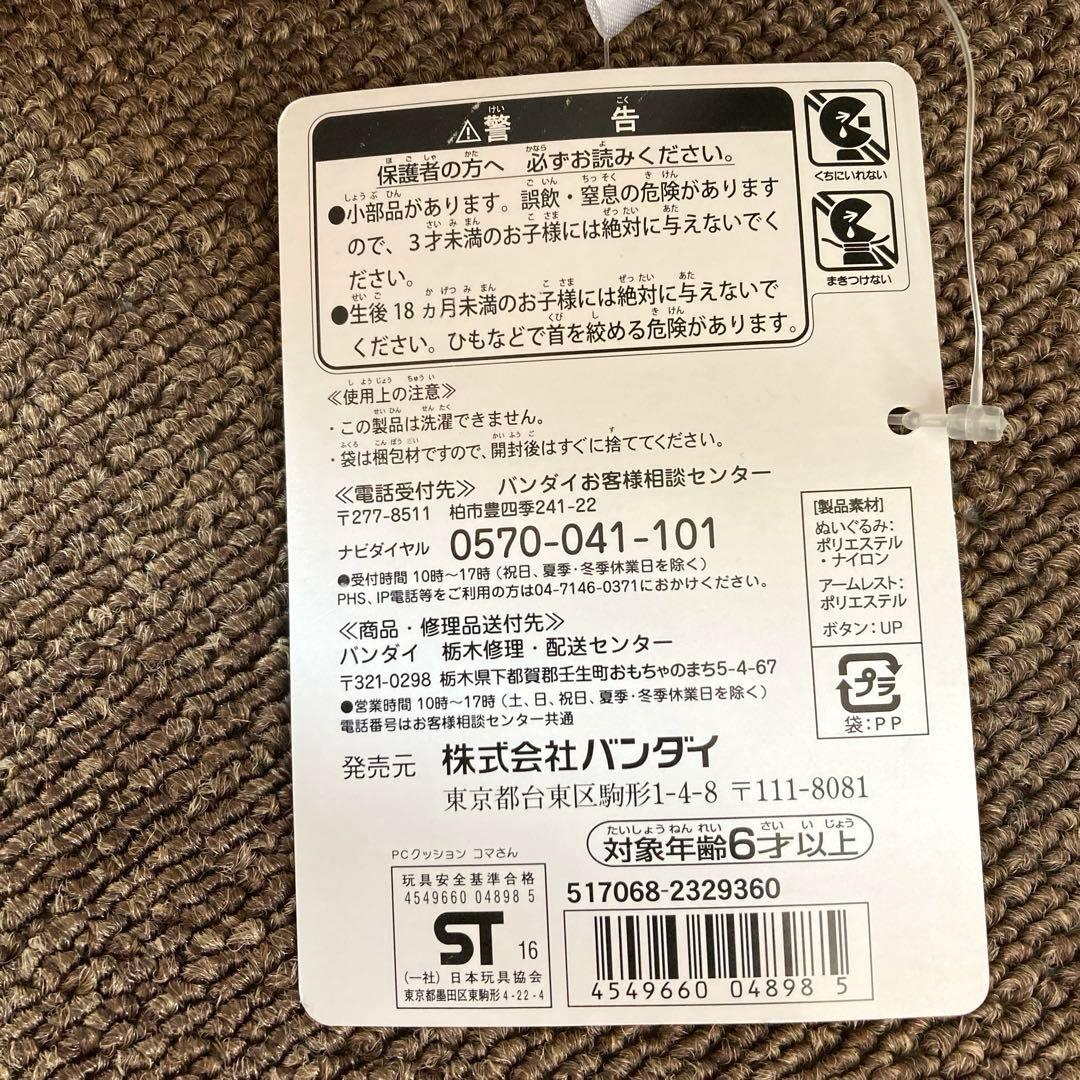 ⚠警告
保護者の方へ 必ずお読みください。
●小部品があります。誤飲・窒息の危険があります
ので、3才未満のお子様には絶対に与えないでく
ださい。
●生後18ヵ月未満のお子様には絶対に与えないで
ください。ひもなどで首を絞める危険があります。
くちにいれない
まきつけない
≪使用上の注意≫
・この製品は洗濯できません。
・袋は梱包材ですので、開封後はすぐに捨ててください。
≪電話受付先≫ バンダイお客様相談センター
〒277-8511 柏市豊四季241-22
ナビダイヤル 0570-041-101
●受付時間 10時〜17時(祝日、夏季・冬季休業日を除く)
PHS、IP電話等をご利用の方は04-7146-0371におかけください。
≪商品・修理品送付先≫
バンダイ 栃木修理・配送センター
〒321-0298 栃木県下都賀郡壬生町おもちゃのまち5-4-67
●営業時間 10時〜17時(土、日、祝日、夏季・冬季休業日を除く)
電話番号はお客様相談センター共通
[製品素材]
ぬいぐるみ:
ポリエステル
・ナイロン
アームレスト:
ポリエステル
ボタン:UP
プラ
袋:PP
発売元 株式会社バンダイ
東京都台東区駒形1-4-8 〒111-8081
対象年齢6才以上
PCクッション コマさん
玩具安全基準合格
4549660 04898 5
ST 16
(一社)日本玩具協会
東京都墨田区東駒形4-22-4
517068-2329360
4549660 04898 5